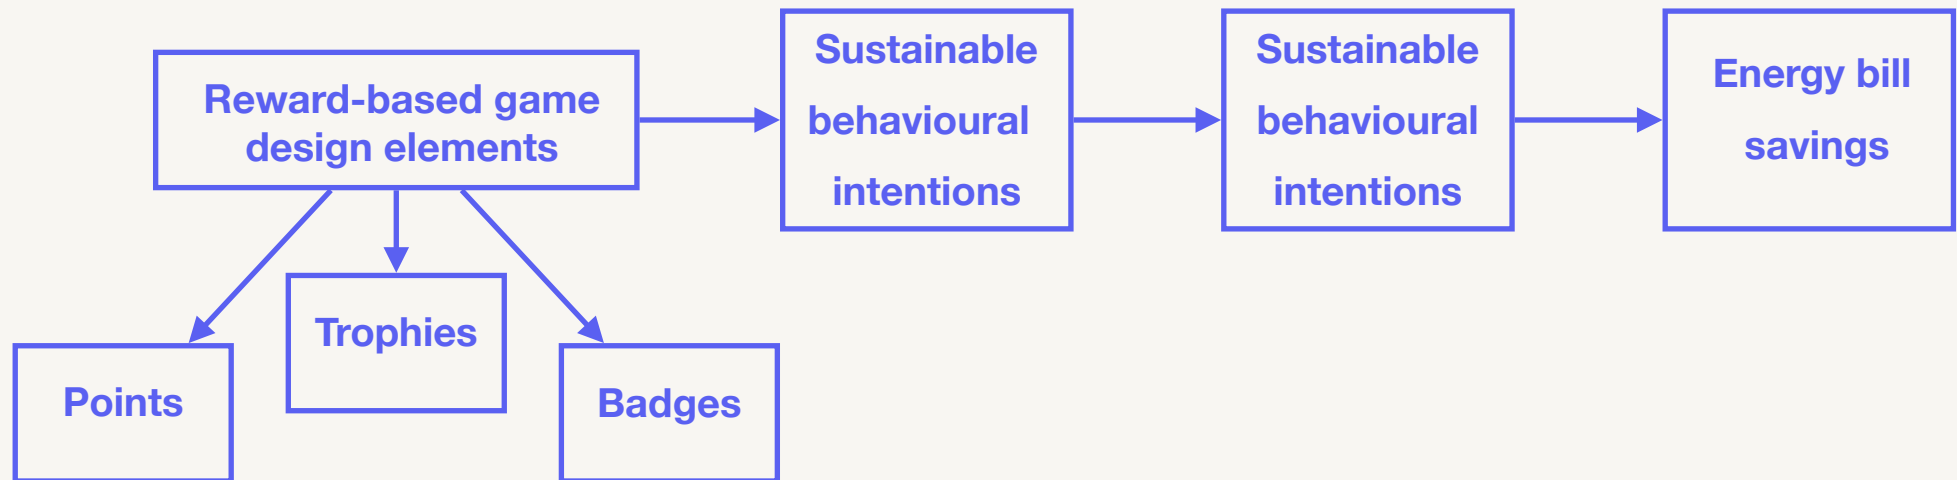 Reward-based game
design elements
Sustainable
behavioural
intentions
Sustainable
behavioural
intentions
Energy bill
savings
Points
Trophies
Badges